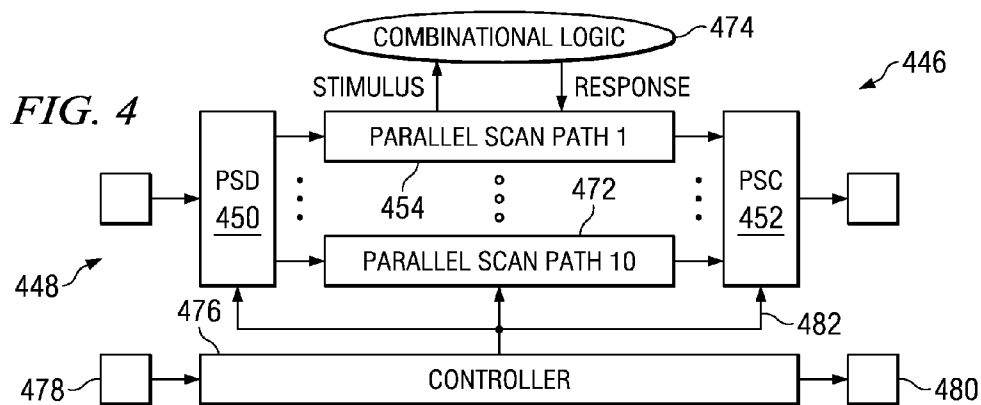 COMBINATIONAL LOGIC
474
446
STIMULUS
RESPONSE
FIG. 4
PARALLEL SCAN PATH 1
PSD
450
454
472
PSC
452
PARALLEL SCAN PATH 10
448
476
482
478
CONTROLLER
480